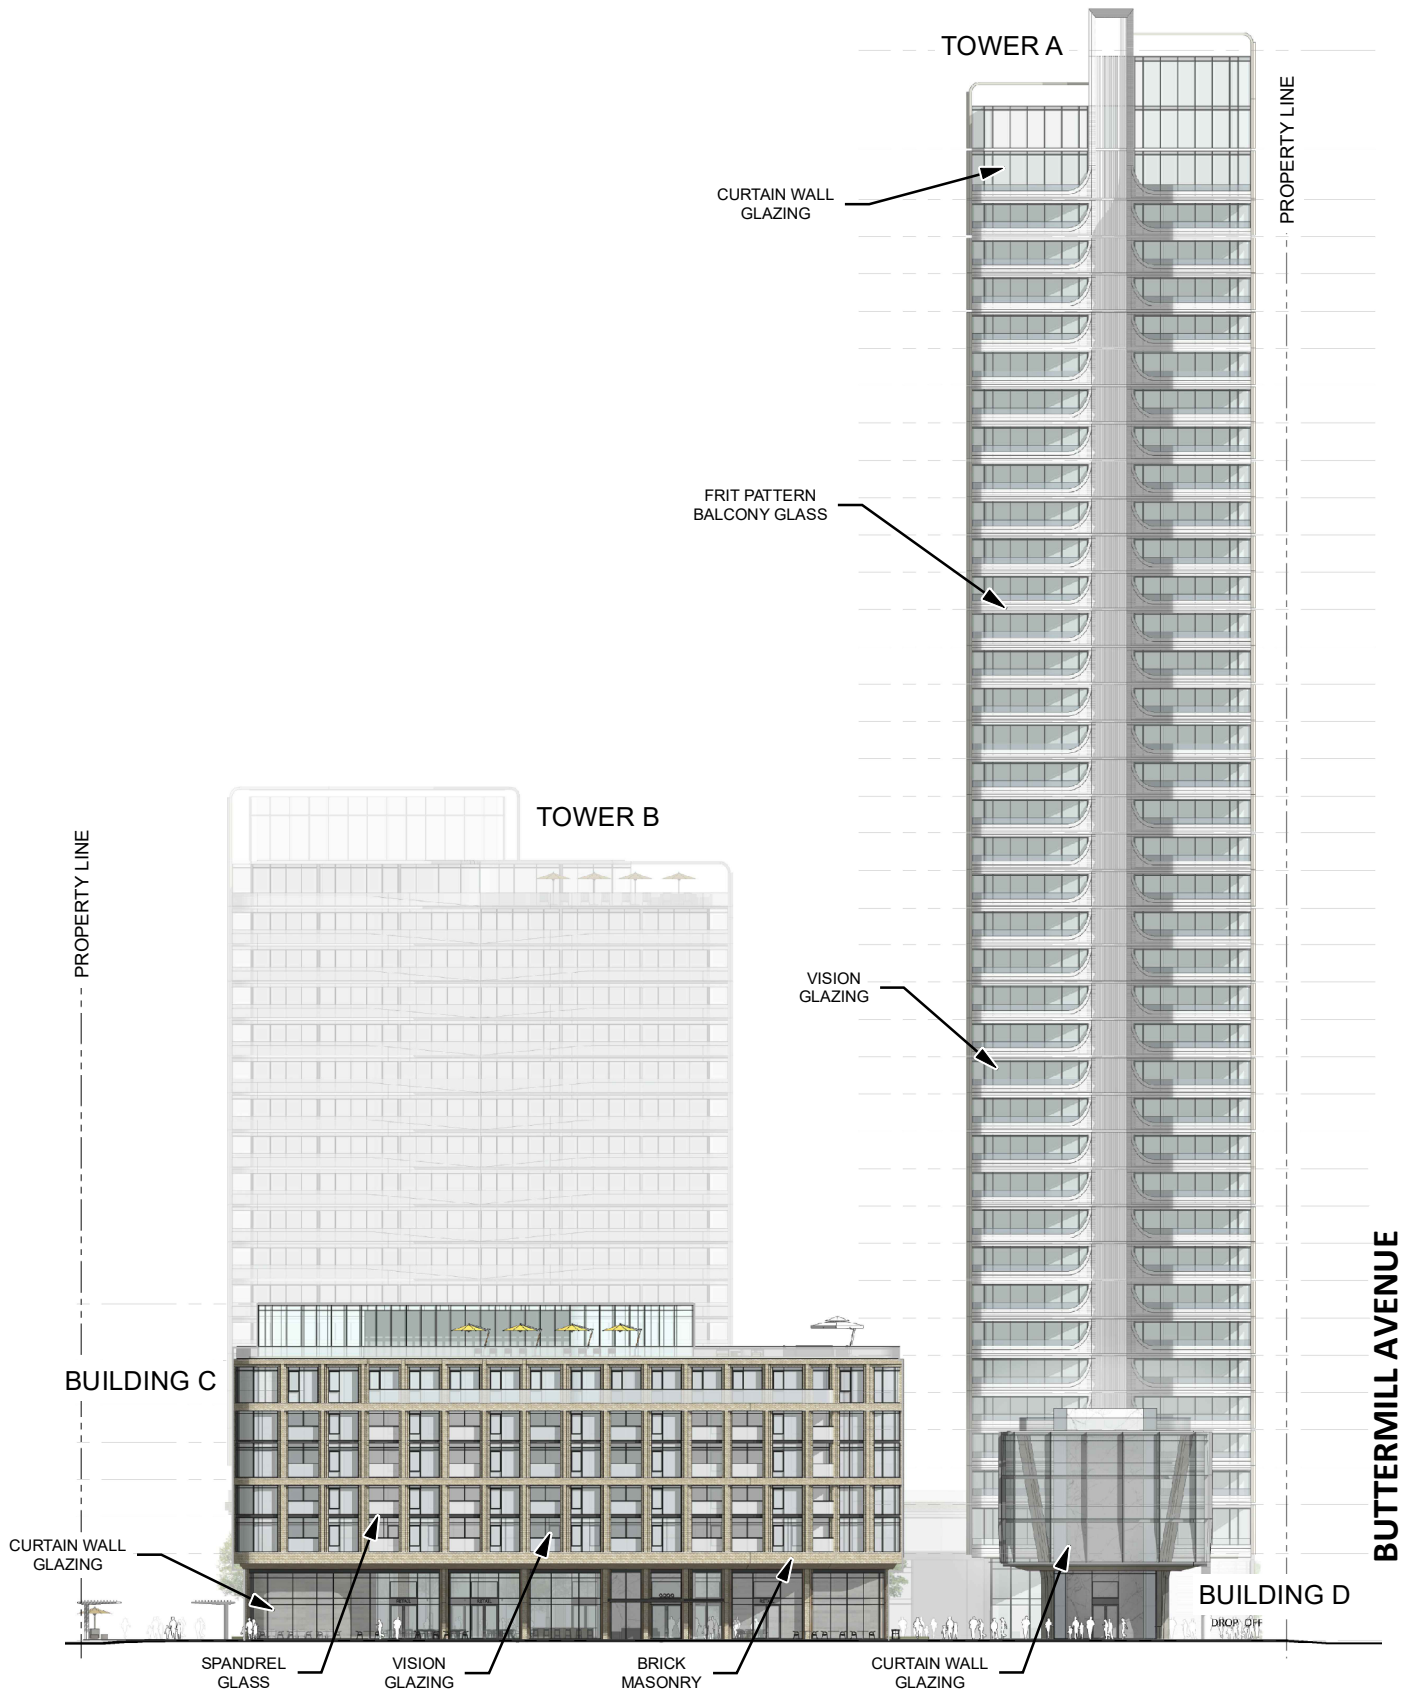 TOWER A
PROPERTY LINE
CURTAIN WALL
GLAZING
FRIT PATTERN
BALCONY GLASS
TOWER B
PROPERTY LINE
VISION
GLAZING
BUTTERMILL AVENUE
BUILDING C
CURTAIN WALL
GLAZING
BUILDING D
DROP OFF
SPANDREL
GLASS
VISION
GLAZING
BRICK
MASONRY
CURTAIN WALL
GLAZING